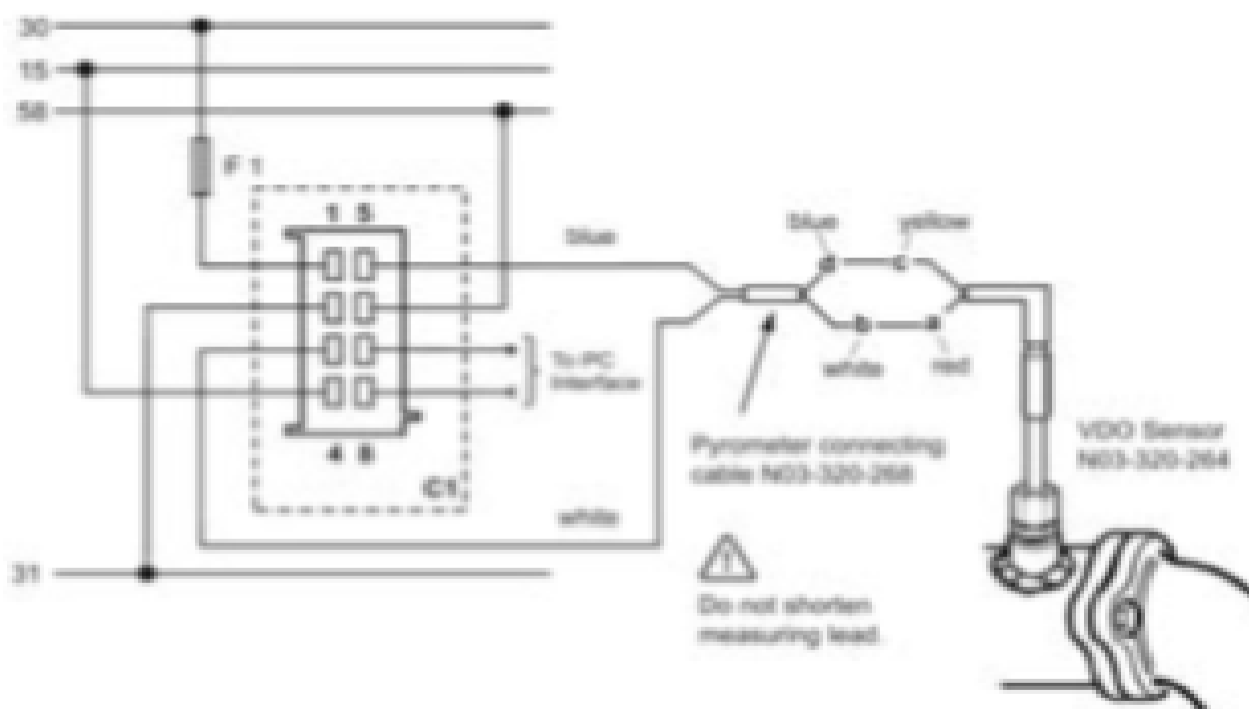 30
15
58
F 1
1 5
blue
blue
yellow
To PC
Interface
white
red
4 8
C1
Pyrometer connecting
cable N03-320-268
VDO Sensor
N03-320-264
white
31
Do not shorten
measuring lead.